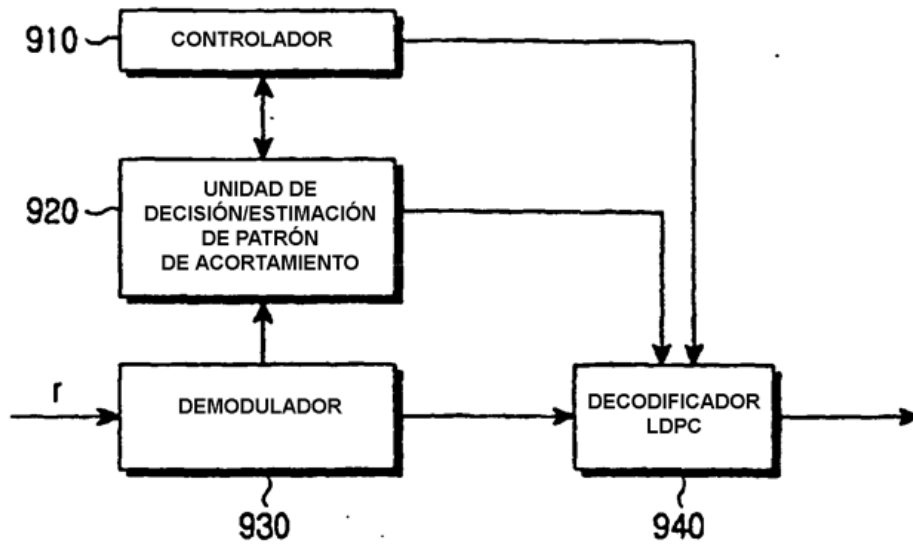 910
CONTROLADOR
920
UNIDAD DE
DECISIÓN/ESTIMACIÓN
DE PATRÓN
DE ACORTAMIENTO
r
DEMODULADOR
DECODIFICADOR
LDPC
930
940